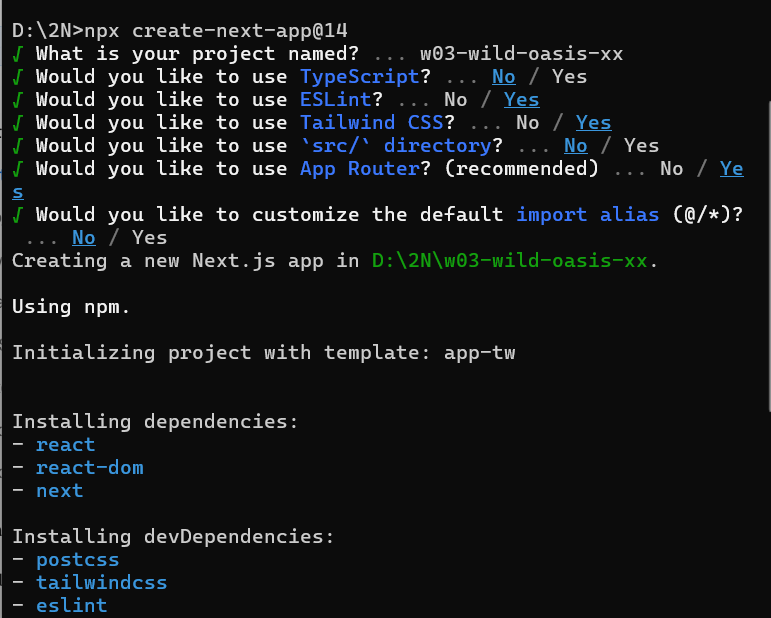 D:\2N>npx create-next-app@14
√ What is your project named? ... w03-wild-oasis-xx
√ Would you like to use TypeScript? ... No / Yes
√ Would you like to use ESLint? ... No / Yes
√ Would you like to use Tailwind CSS? ... No / Yes
√ Would you like to use `src/` directory? ... No / Yes
√ Would you like to use App Router? (recommended) ... No / Ye
s
√ Would you like to customize the default import alias (@/*)?
... No / Yes
Creating a new Next.js app in D:\2N\w03-wild-oasis-xx.
Using npm.
Initializing project with template: app-tw
Installing dependencies:
- react
- react-dom
- next
Installing devDependencies:
- postcss
- tailwindcss
- eslint